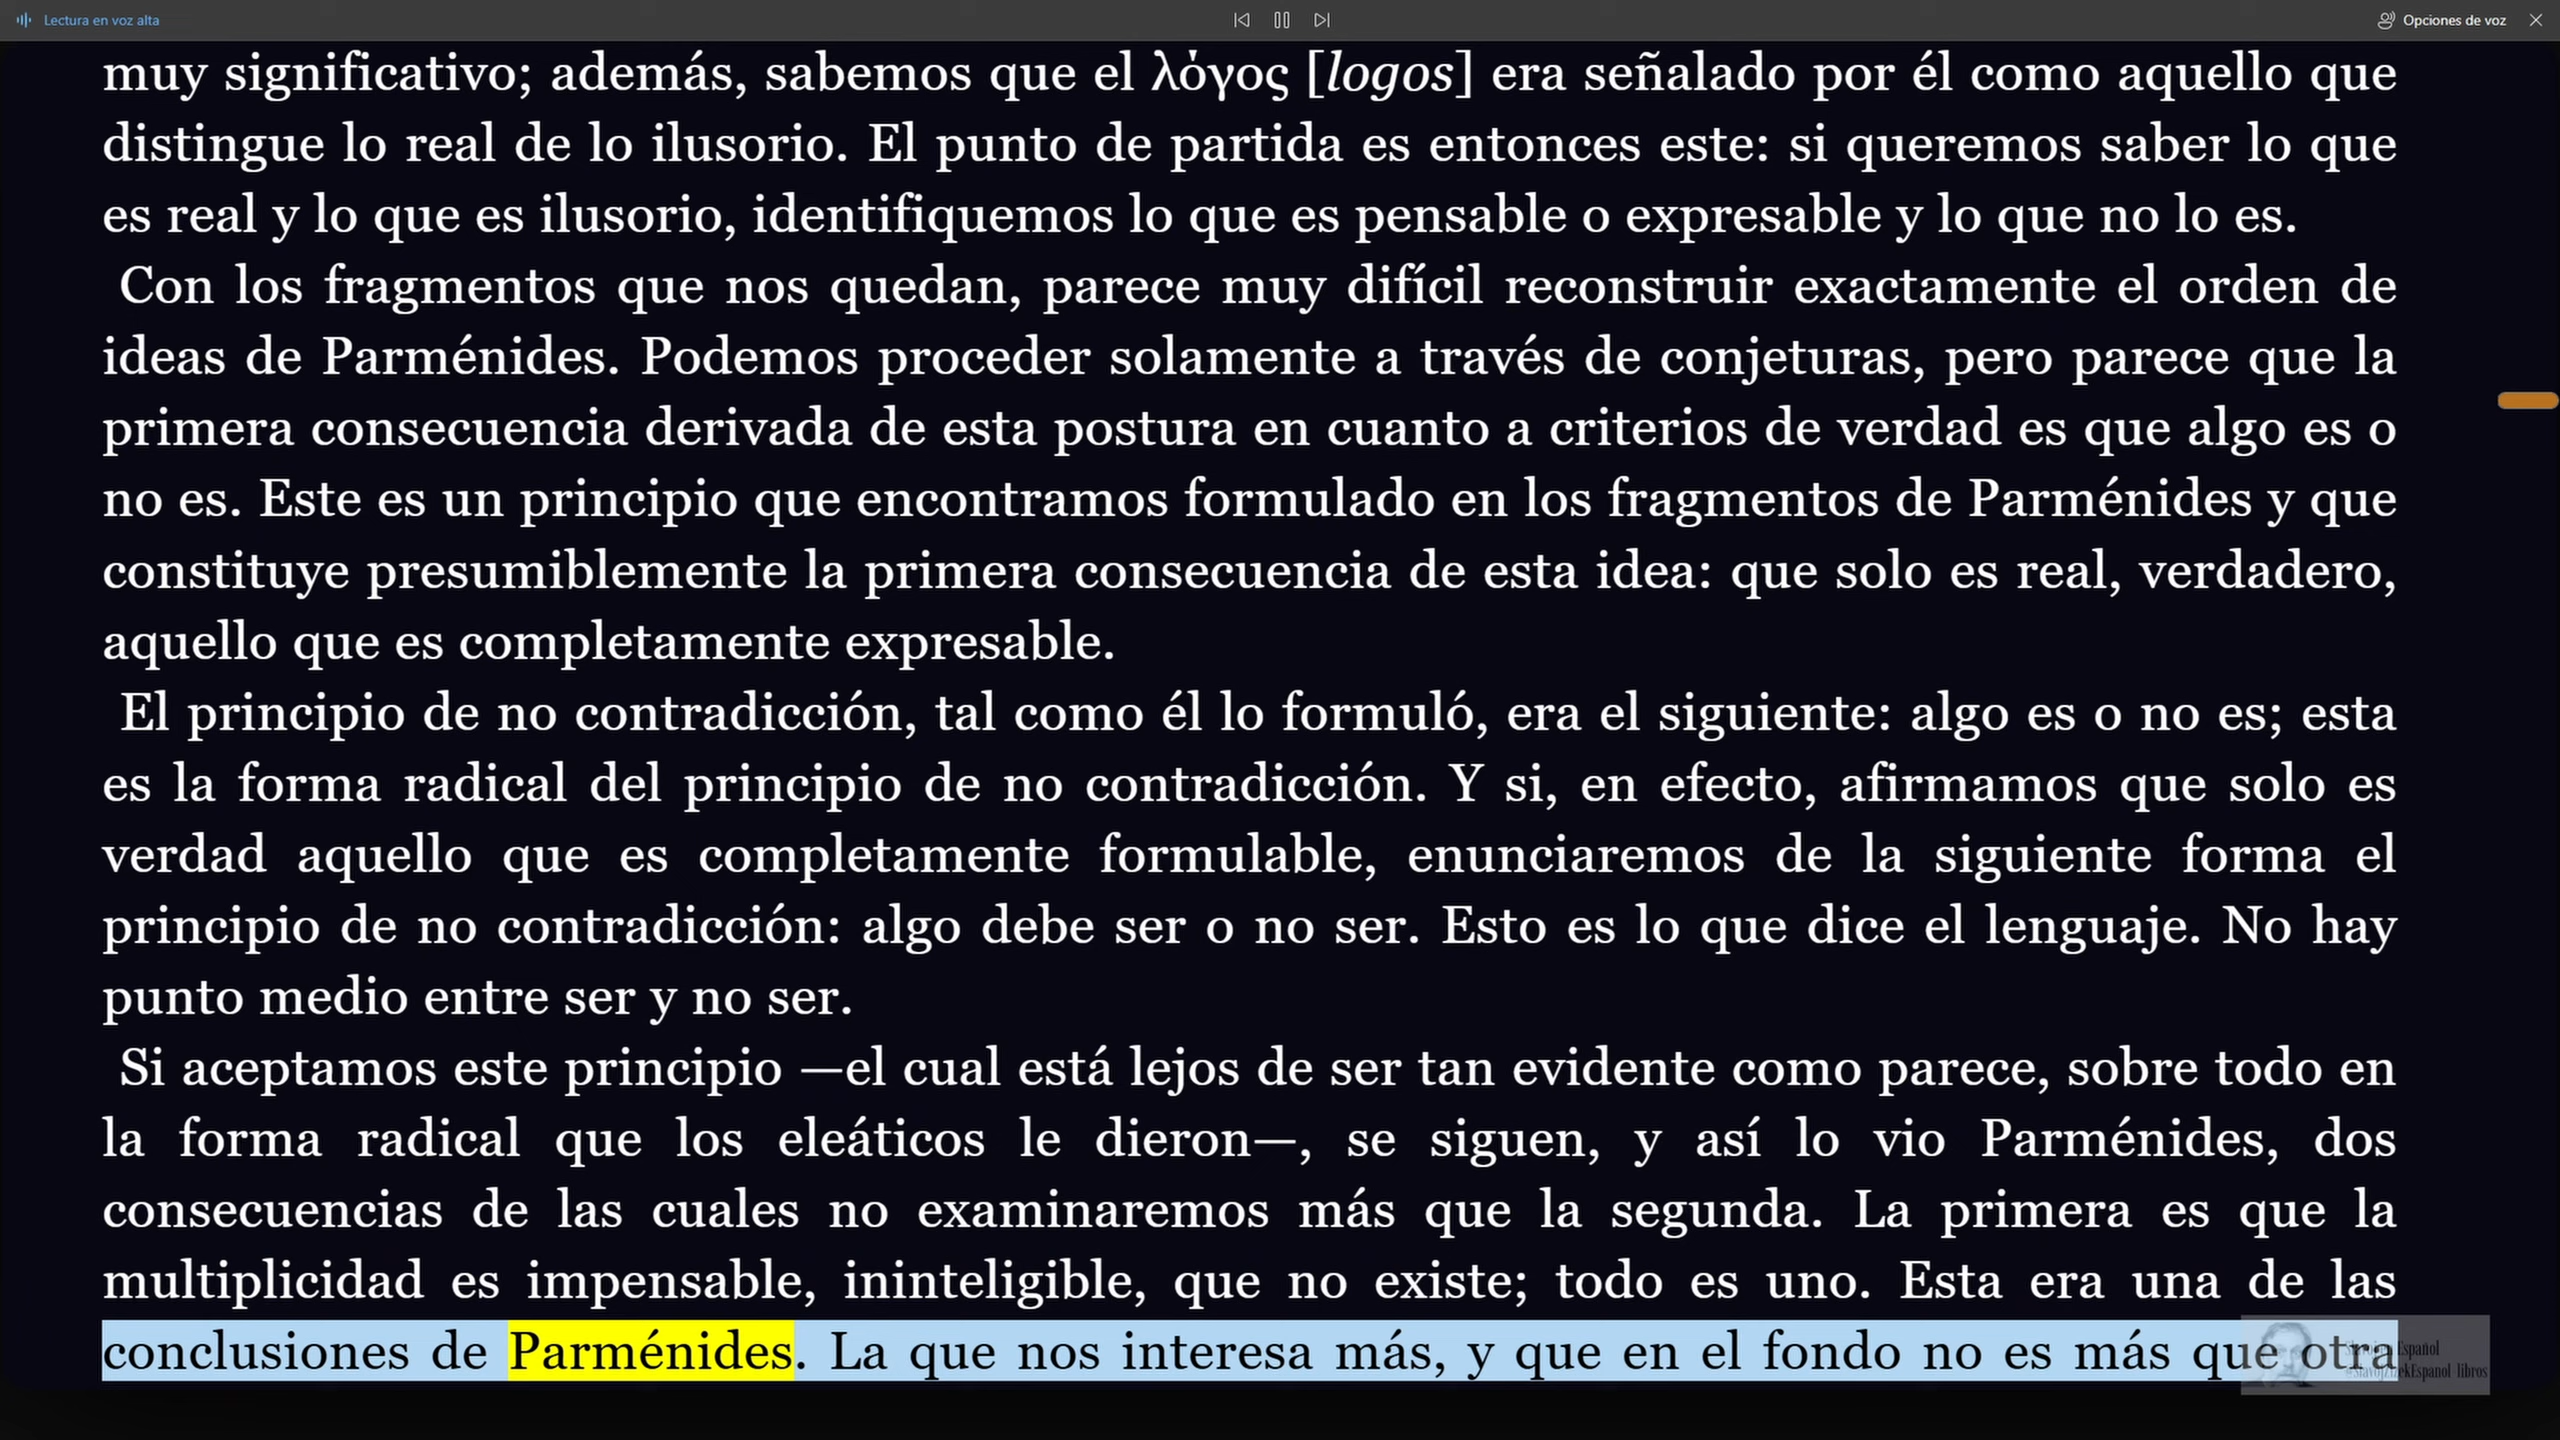 Lectura en voz alta
Opciones de voz
muy significativo; además, sabemos que el λόγος [logos] era señalado por él como aquello que
distingue lo real de lo ilusorio. El punto de partida es entonces este: si queremos saber lo que
es real y lo que es ilusorio, identifiquemos lo que es pensable o expresable y lo que no lo es.
Con los fragmentos que nos quedan, parece muy difícil reconstruir exactamente el orden de
ideas de Parménides. Podemos proceder solamente a través de conjeturas, pero parece que la
primera consecuencia derivada de esta postura en cuanto a criterios de verdad es que algo es o
no es. Este es un principio que encontramos formulado en los fragmentos de Parménides y que
constituye presumiblemente la primera consecuencia de esta idea: que solo es real, verdadero,
aquello que es completamente expresable.
El principio de no contradicción, tal como él lo formuló, era el siguiente: algo es o no es; esta
es la forma radical del principio de no contradicción. Y si, en efecto, afirmamos que solo es
verdad aquello que es completamente formulable, enunciaremos de la siguiente forma el
principio de no contradicción: algo debe ser o no ser. Esto es lo que dice el lenguaje. No hay
punto medio entre ser y no ser.
Si aceptamos este principio —el cual está lejos de ser tan evidente como parece, sobre todo en
la forma radical que los eleáticos le dieron—, se siguen, y así lo vio Parménides, dos
consecuencias de las cuales no examinaremos más que la segunda. La primera es que la
multiplicidad es impensable, ininteligible, que no existe; todo es uno. Esta era una de las
conclusiones de Parménides. La que nos interesa más, y que en el fondo no es más que otra
Español
libros